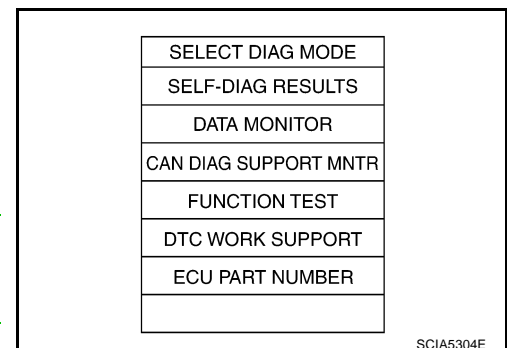 SELECT DIAG MODE
SELF-DIAG RESULTS
DATA MONITOR
CAN DIAG SUPPORT MNTR
FUNCTION TEST
DTC WORK SUPPORT
ECU PART NUMBER
SCIA5304E